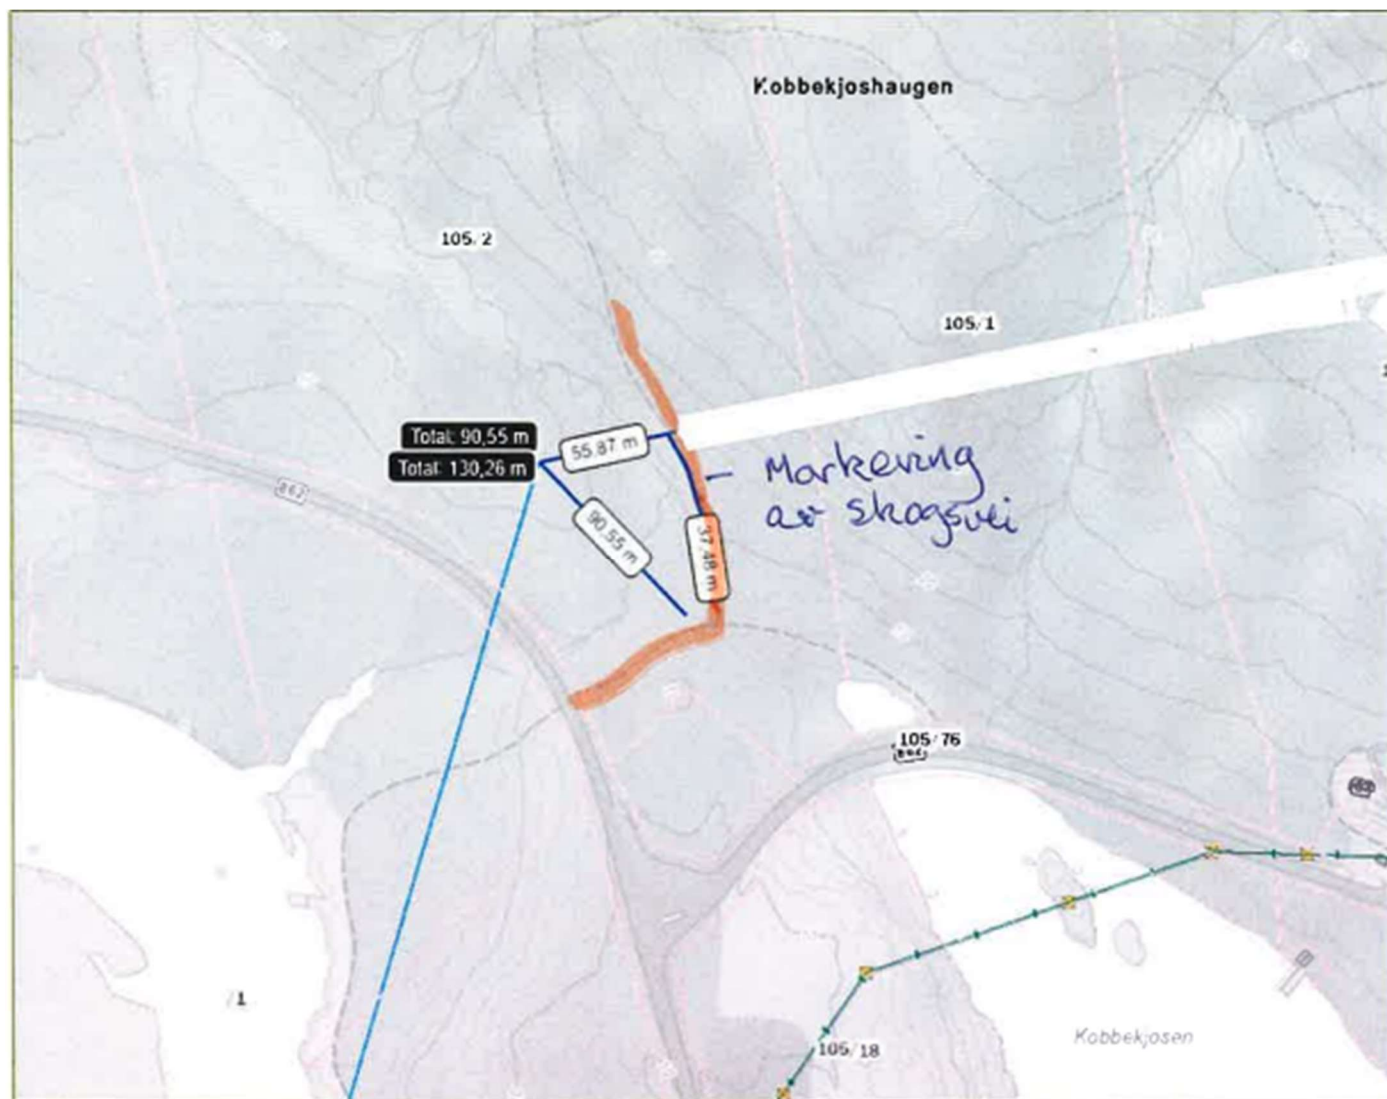 Kobbekjoshaugen
105/2
105/1
Total: 90,55 m
55.87 m
Total: 130,26 m
Markering
av skogsvei
862
90.55 m
37.48 m
105/76
/1
105/18
Kobbekjosen